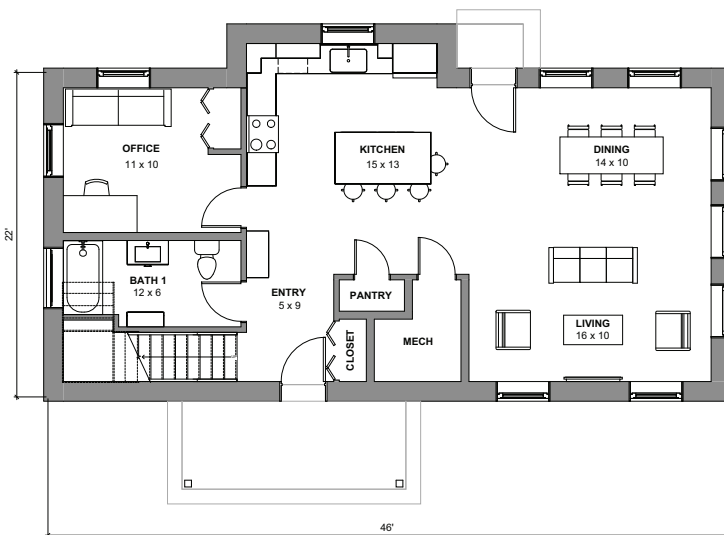 OFFICE
11 x 10
KITCHEN
15 x 13
DINING
14 x 10
22'
BATH 1
12 x 6
ENTRY
5 x 9
PANTRY
CLOSET
MECH
LIVING
16 x 10
46'